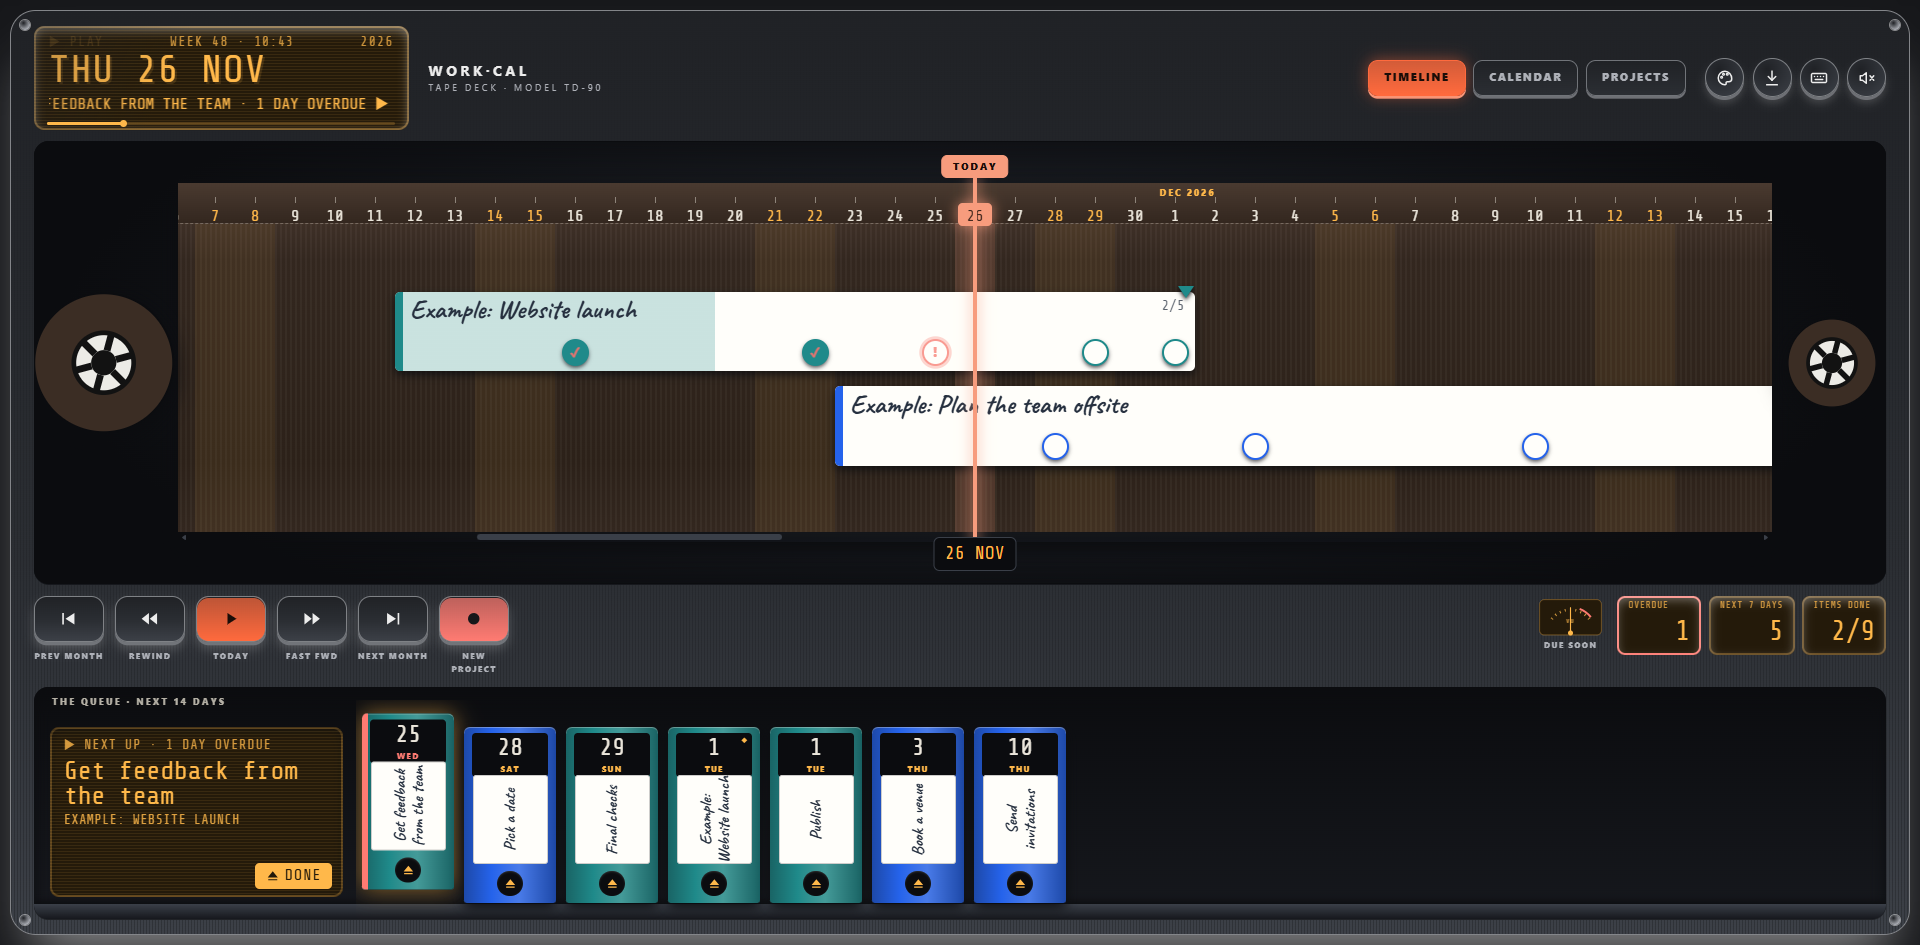 ▶ PLAY WEEK 48 · 10:43 2026
THU 26 NOV
FEEDBACK FROM THE TEAM · 1 DAY OVERDUE ▶
WORK·CAL
TAPE DECK · MODEL TD-90
TIMELINE
CALENDAR
PROJECTS
TODAY
DEC 2026
7 8 9 10 11 12 13 14 15 16 17 18 19 20 21 22 23 24 25 26 27 28 29 30 1 2 3 4 5 6 7 8 9 10 11 12 13 14 15
Example: Website launch
2/5
Example: Plan the team offsite
26 NOV
PREV MONTH
REWIND
TODAY
FAST FWD
NEXT MONTH
NEW
PROJECT
DUE SOON
OVERDUE
1
NEXT 7 DAYS
5
ITEMS DONE
2/9
THE QUEUE · NEXT 14 DAYS
▶ NEXT UP · 1 DAY OVERDUE
Get feedback from
the team
EXAMPLE: WEBSITE LAUNCH
DONE
25
WED
Get feedback
from the team
28
SAT
Pick a date
29
SUN
Final checks
1
TUE
Example:
Website launch
1
TUE
Publish
3
THU
Book a venue
10
THU
Send
invitations